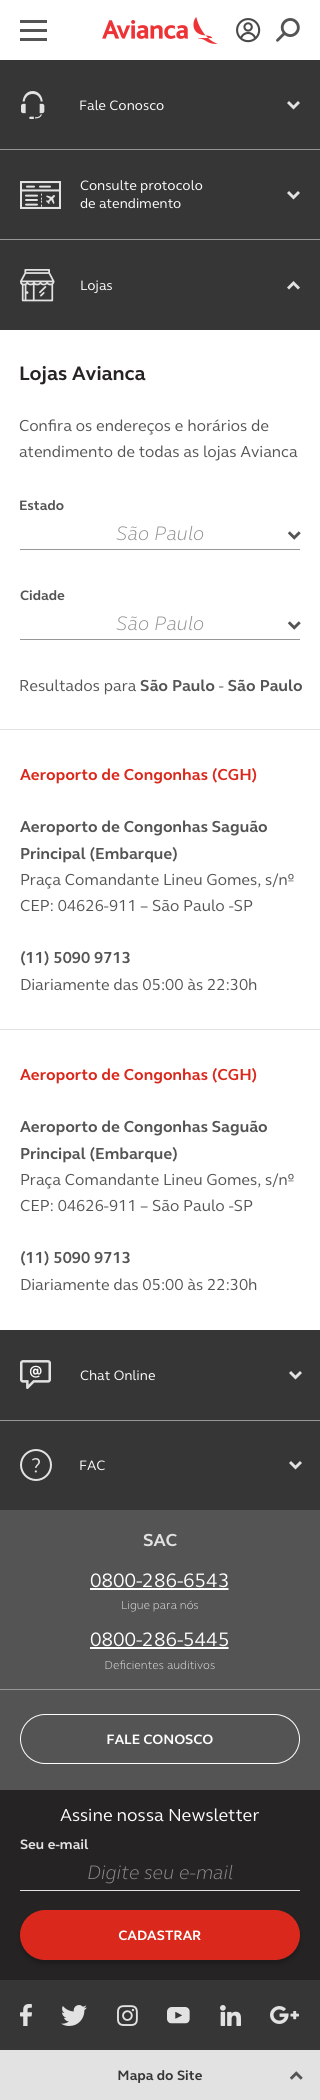 Avianca
Fale Conosco
Consulte protocolo
de atendimento
Lojas
Lojas Avianca
Confira os endereços e horários de
atendimento de todas as lojas Avianca
Estado
São Paulo
Cidade
São Paulo
Resultados para São Paulo - São Paulo
Aeroporto de Congonhas (CGH)
Aeroporto de Congonhas Saguão
Principal (Embarque)
Praça Comandante Lineu Gomes, s/nº
CEP: 04626-911 – São Paulo -SP
(11) 5090 9713
Diariamente das 05:00 às 22:30h
Aeroporto de Congonhas (CGH)
Aeroporto de Congonhas Saguão
Principal (Embarque)
Praça Comandante Lineu Gomes, s/nº
CEP: 04626-911 – São Paulo -SP
(11) 5090 9713
Diariamente das 05:00 às 22:30h
Chat Online
FAC
SAC
0800-286-6543
Ligue para nós
0800-286-5445
Deficientes auditivos
FALE CONOSCO
Assine nossa Newsletter
Seu e-mail
Digite seu e-mail
CADASTRAR
Mapa do Site